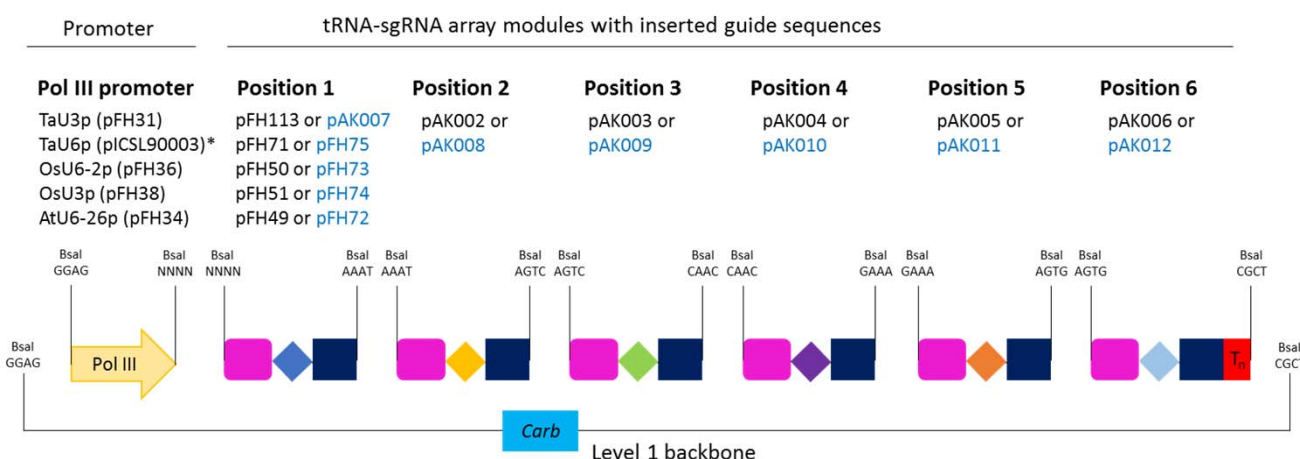 Promoter
tRNA-sgRNA array modules with inserted guide sequences
Pol III promoter Position 1 Position 2 Position 3 Position 4 Position 5 Position 6
TaU3p (pFH31) pFH113 or pAK007 pAK002 or pAK003 or pAK004 or pAK005 or pAK006 or
TaU6p (pICSL90003)* pFH71 or pFH75 pAK008 pAK009 pAK010 pAK011 pAK012
OsU6-2p (pFH36) pFH50 or pFH73
OsU3p (pFH38) pFH51 or pFH74
AtU6-26p (pFH34) pFH49 or pFH72
BsaI BsaI BsaI BsaI BsaI BsaI BsaI BsaI BsaI BsaI BsaI BsaI BsaI BsaI
GGAG NNNN NNNN AAAT AAAT AGTC AGTC CAAC CAAC GAAA GAAA AGTG AGTG CGCT
BsaI
GGAG
Pol III
Tn
BsaI
CGCT
Carb
Level 1 backbone